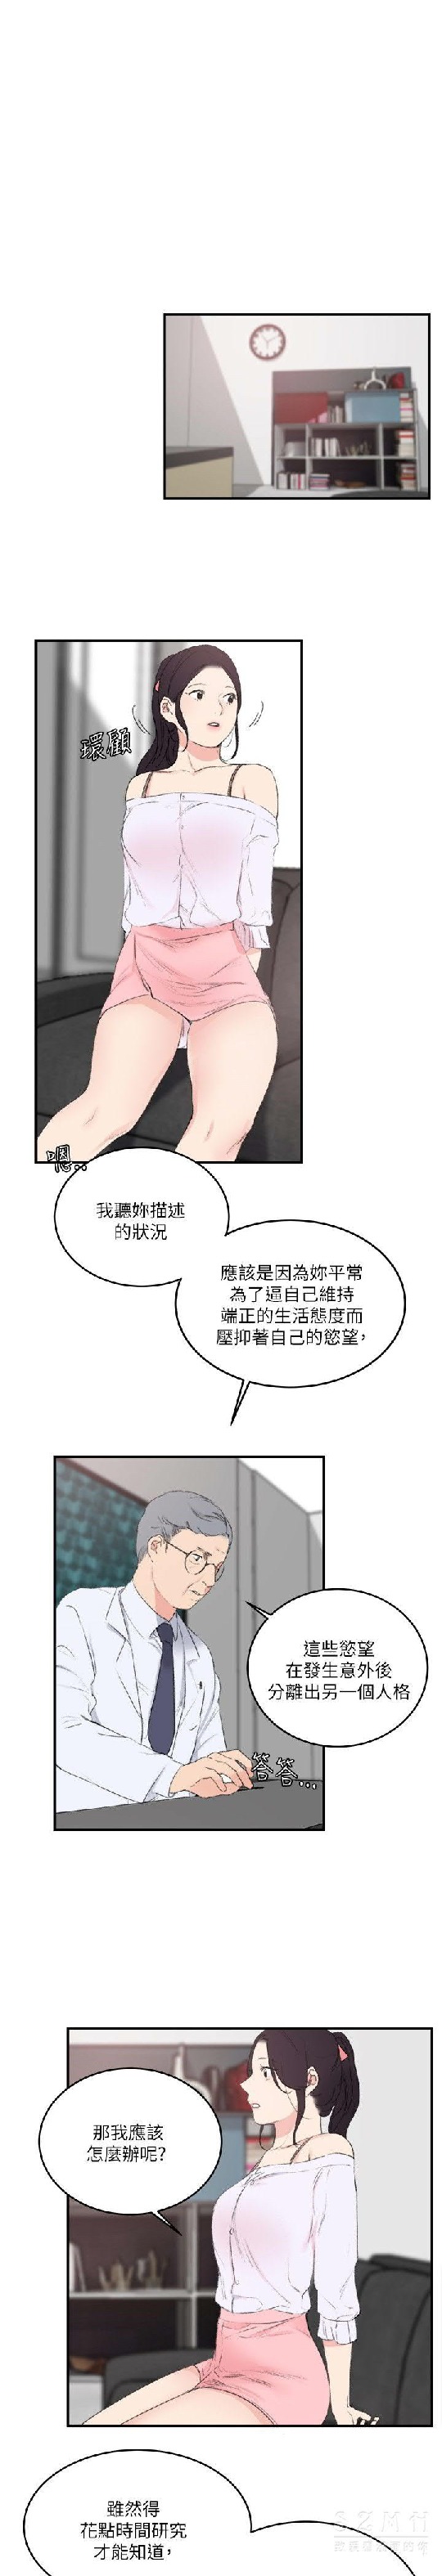 環顧
嗯..
我聽妳描述
的狀況
應該是因為妳平常
為了逼自己維持
端正的生活態度而
壓抑著自己的慾望,
這些慾望
在發生意外後
分離出另一個人格
答答...
那我應該
怎麼辦呢?
雖然得
花點時間研究
才能知道,
SZMH